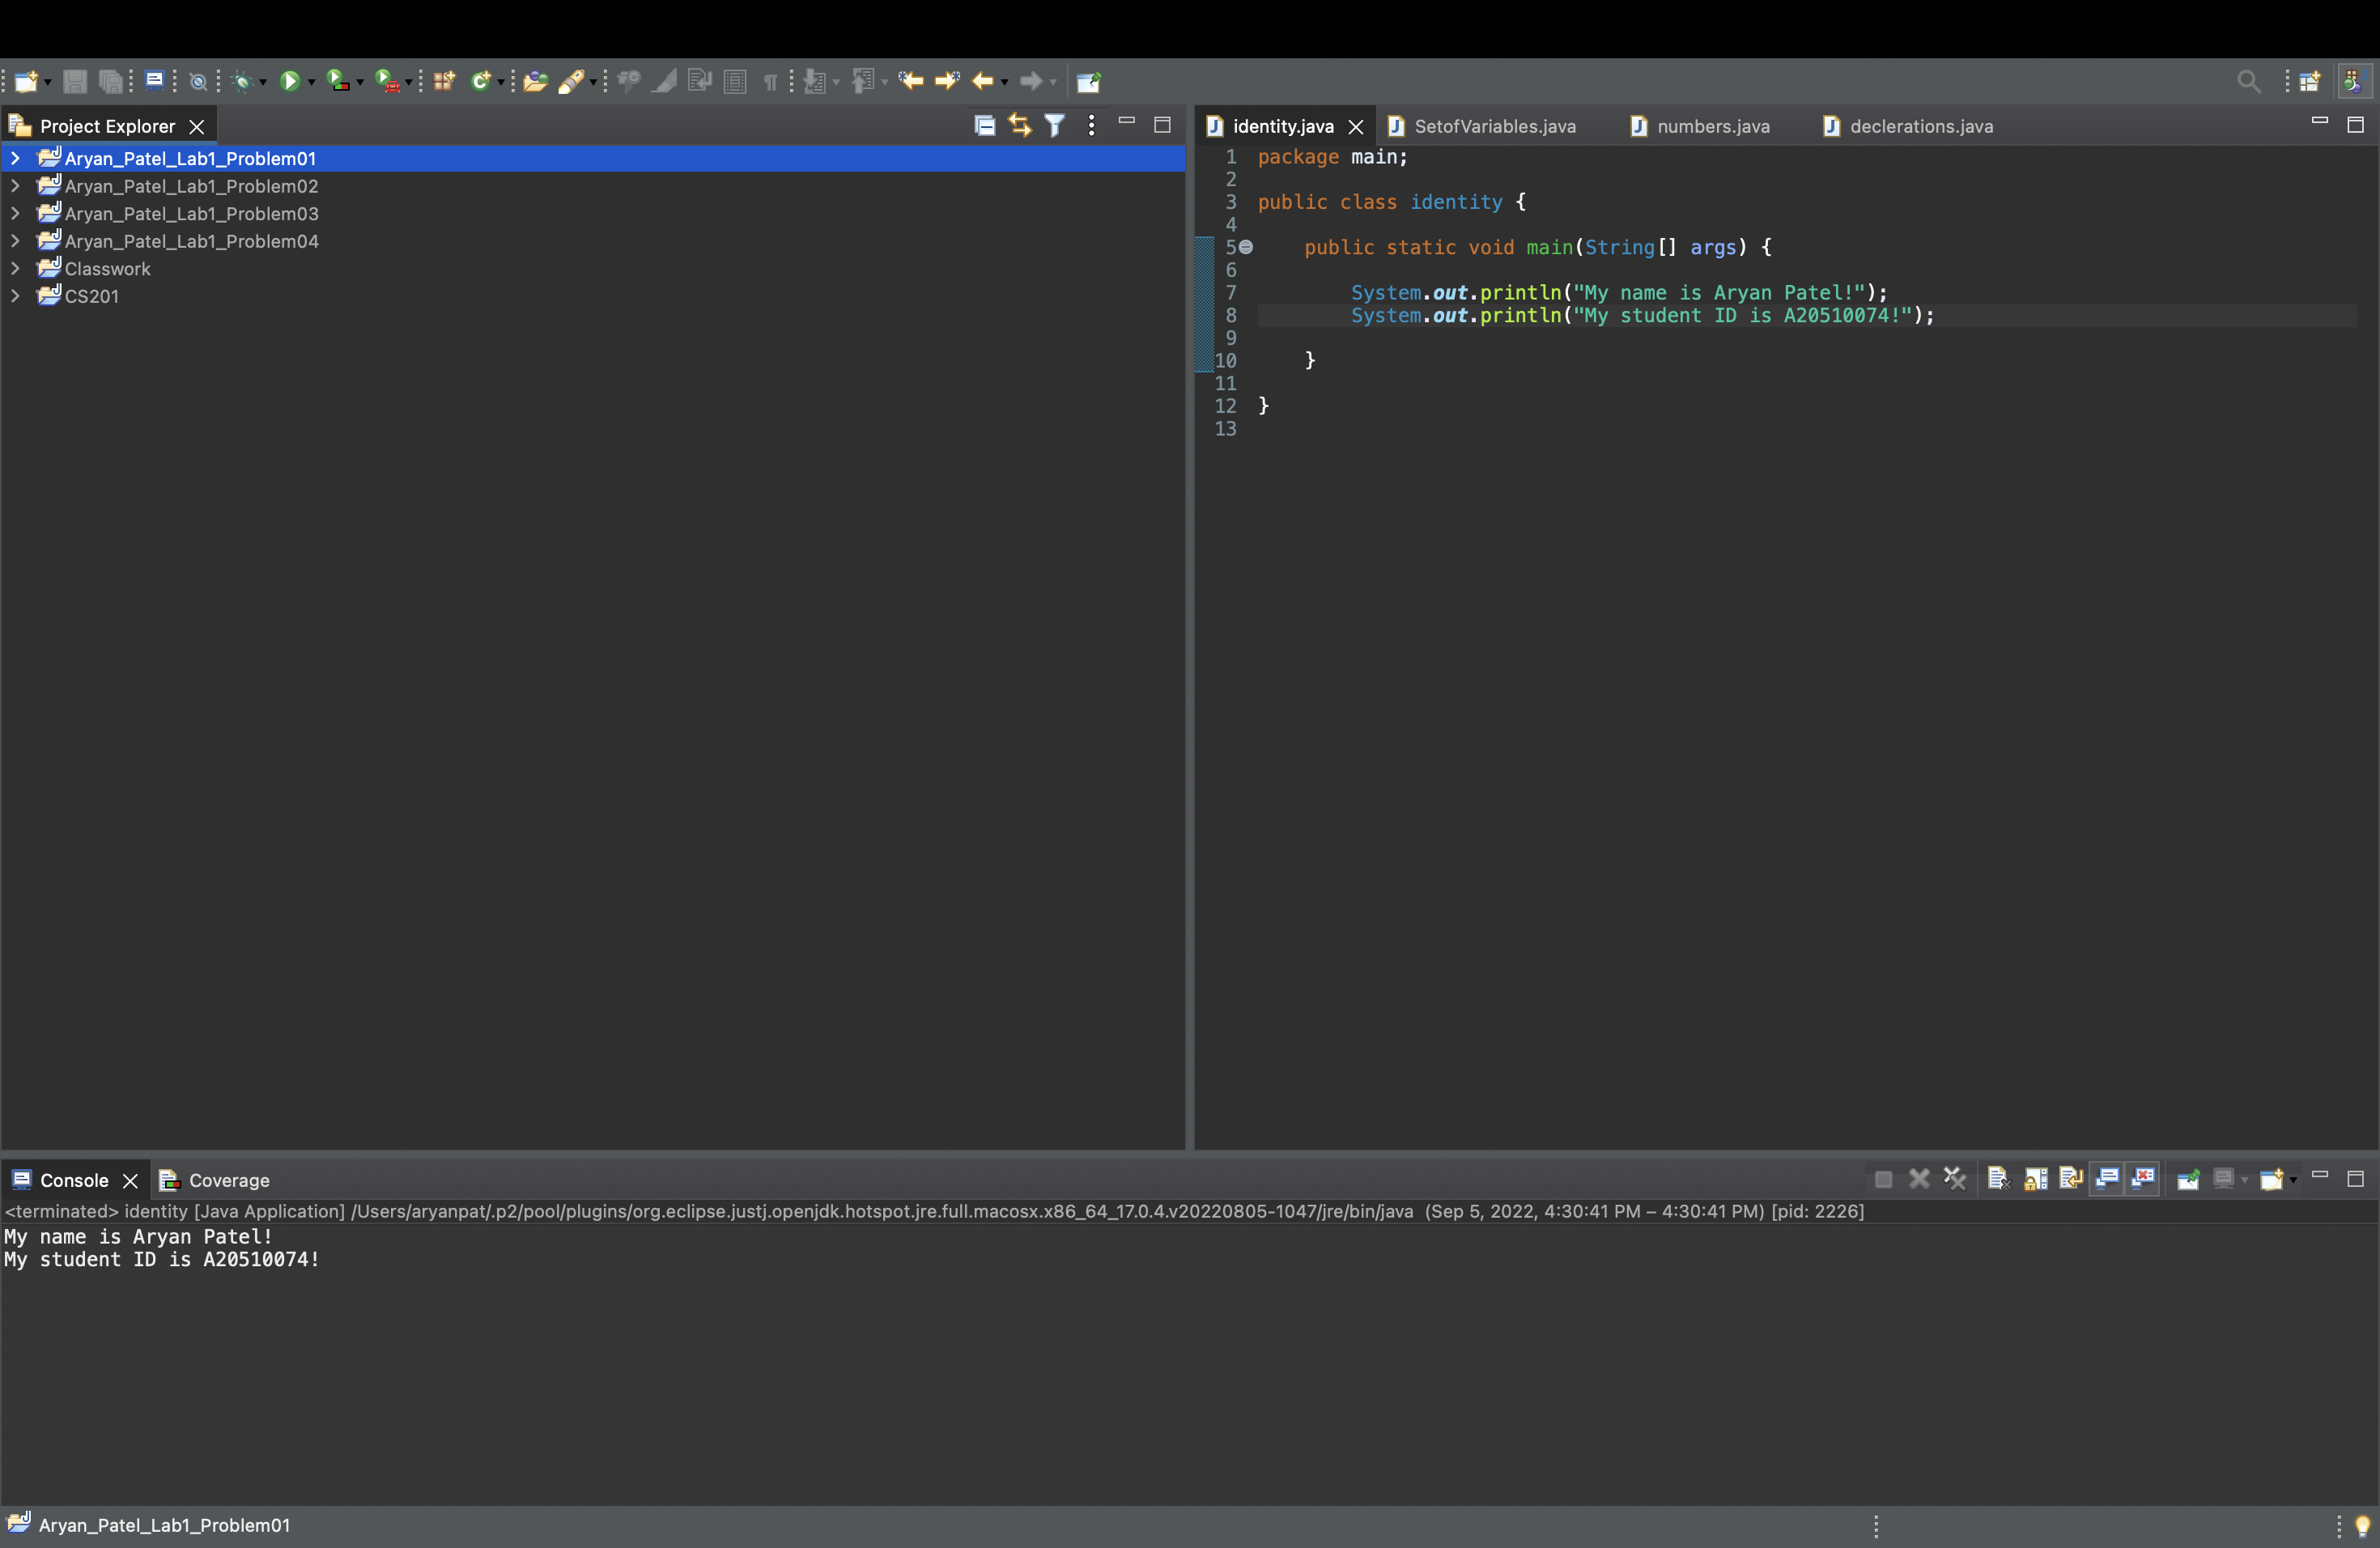 Project Explorer
Aryan_Patel_Lab1_Problem01
Aryan_Patel_Lab1_Problem02
Aryan_Patel_Lab1_Problem03
Aryan_Patel_Lab1_Problem04
Classwork
CS201
identity.java SetofVariables.java numbers.java declerations.java
1 package main;
2
3 public class identity {
4
5 public static void main(String[] args) {
6
7 System.out.println("My name is Aryan Patel!");
8 System.out.println("My student ID is A20510074!");
9
10 }
11
12 }
13
Console Coverage
<terminated> identity [Java Application] /Users/aryanpat/.p2/pool/plugins/org.eclipse.justj.openjdk.hotspot.jre.full.macosx.x86_64_17.0.4.v20220805-1047/jre/bin/java (Sep 5, 2022, 4:30:41 PM – 4:30:41 PM) [pid: 2226]
My name is Aryan Patel!
My student ID is A20510074!
Aryan_Patel_Lab1_Problem01